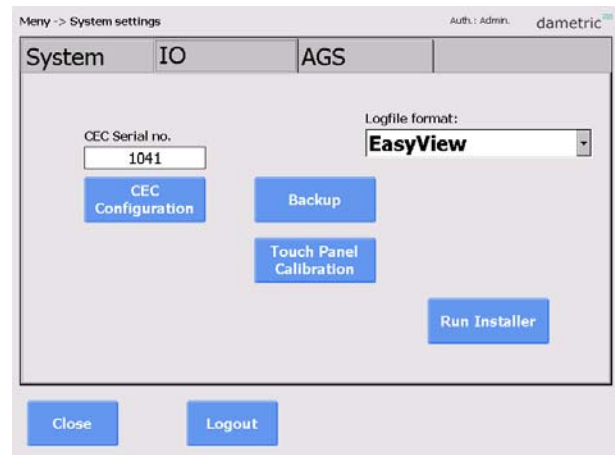 Meny -> System settings
Auth.: Admin.
dametric
System
IO
AGS
Logfile format:
EasyView
CEC Serial no.
1041
CEC
Configuration
Backup
Touch Panel
Calibration
Run Installer
Close
Logout